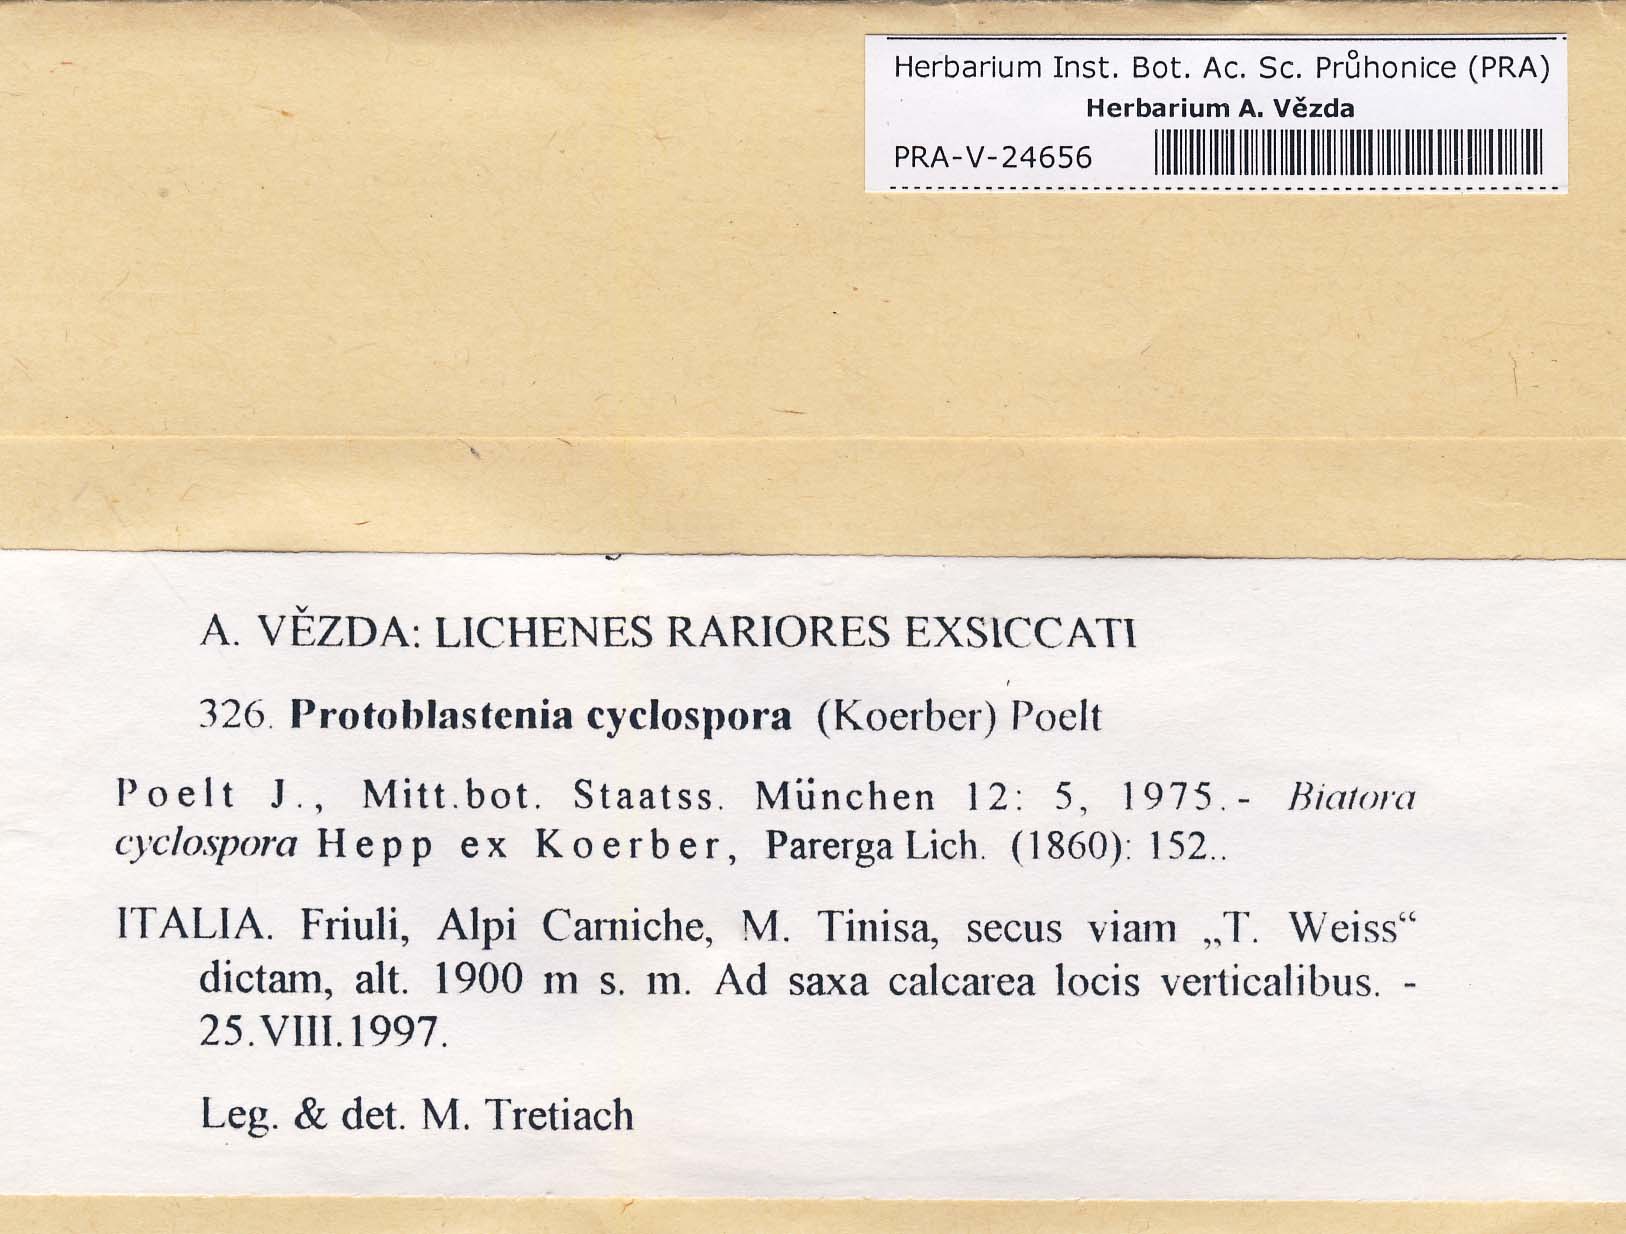 Herbarium Inst. Bot. Ac. Sc. Průhonice (PRA)
Herbarium A. Vězda
PRA-V-24656
A. VĚZDA: LICHENES RARIORES EXSICCATI
326. Protoblastenia cyclospora (Koerber) Poelt
Poelt J., Mitt.bot. Staatss. München 12: 5, 1975.- Biatora
cyclospora Hepp ex Koerber, Parerga Lich. (1860): 152..
ITALIA. Friuli, Alpi Carniche, M. Tinisa, secus viam „T. Weiss“
dictam, alt. 1900 m s. m. Ad saxa calcarea locis verticalibus. -
25.VIII.1997.
Leg. & det. M. Tretiach